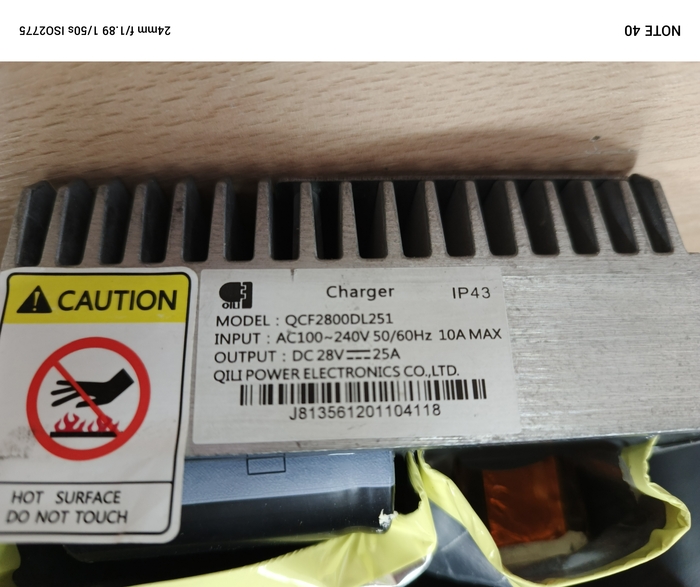 NOTE 40
24mm f/1.89 1/50s ISO2775
CAUTION
HOT SURFACE
DO NOT TOUCH
QILI
Charger IP43
MODEL : QCF2800DL251
INPUT : AC100~240V 50/60Hz 10A MAX
OUTPUT : DC 28V⎓25A
QILI POWER ELECTRONICS CO.,LTD.
J813561201104118